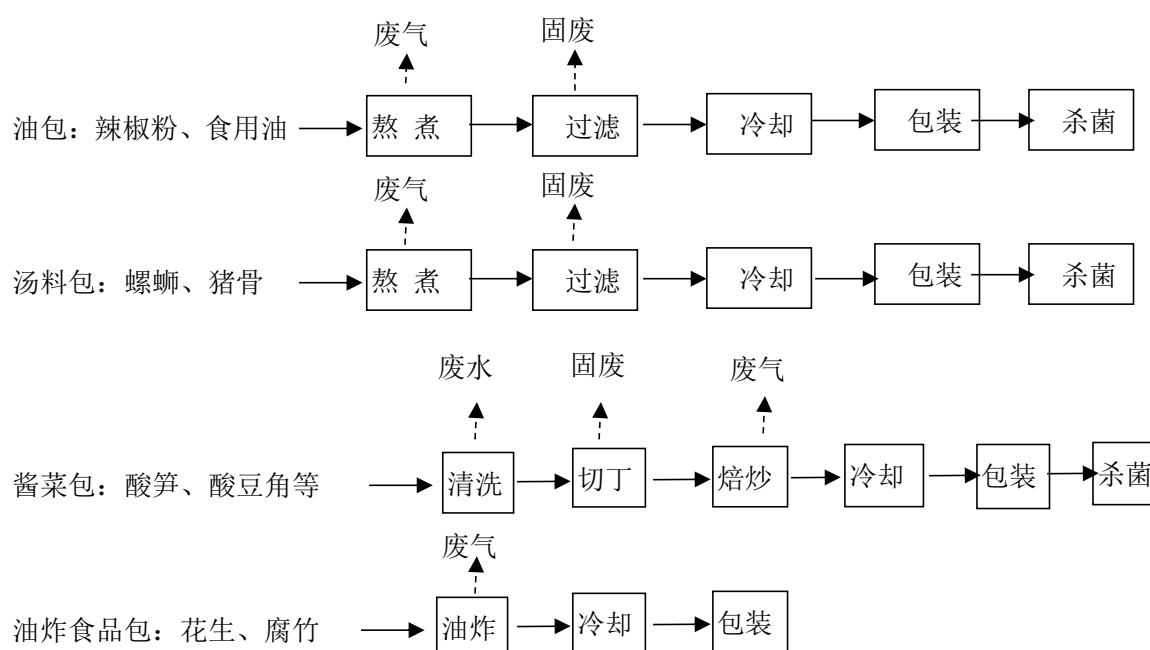 废气 固废
油包：辣椒粉、食用油 熬 煮 过滤 冷却 包装 杀菌
废气 固废
汤料包：螺蛳、猪骨 熬 煮 过滤 冷却 包装 杀菌
废水 固废 废气
酱菜包：酸笋、酸豆角等 清洗 切丁 焙炒 冷却 包装 杀菌
废气
油炸食品包：花生、腐竹 油炸 冷却 包装